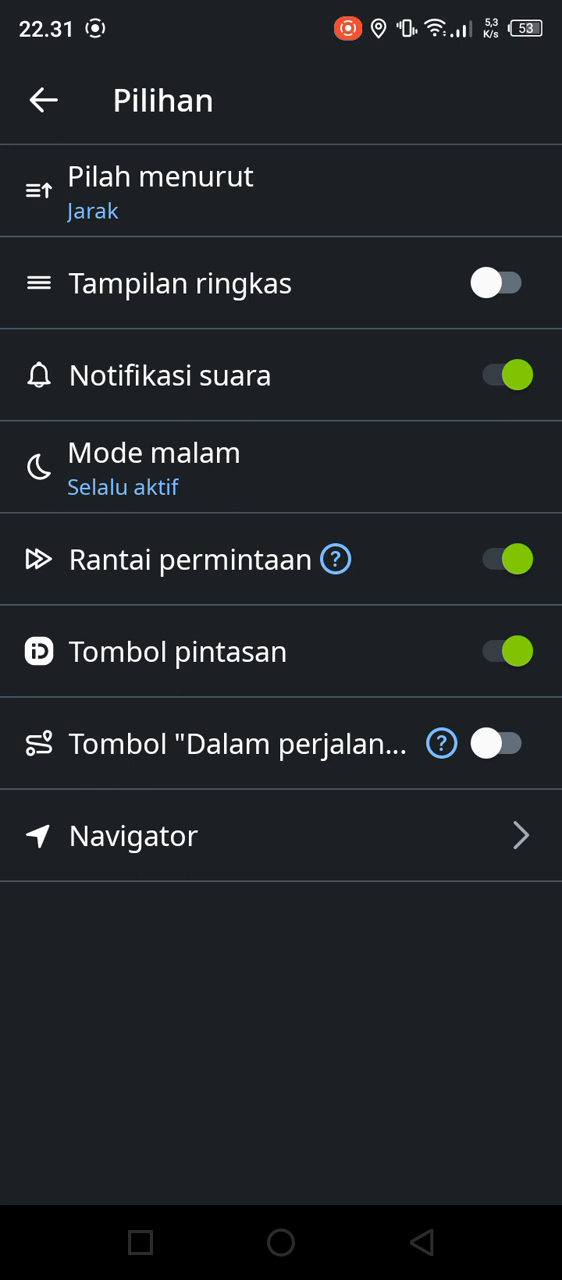 22.31
5,3
K/s
53
Pilihan
Pilah menurut
Jarak
Tampilan ringkas
Notifikasi suara
Mode malam
Selalu aktif
Rantai permintaan ?
iD Tombol pintasan
Tombol "Dalam perjalan... ?
Navigator